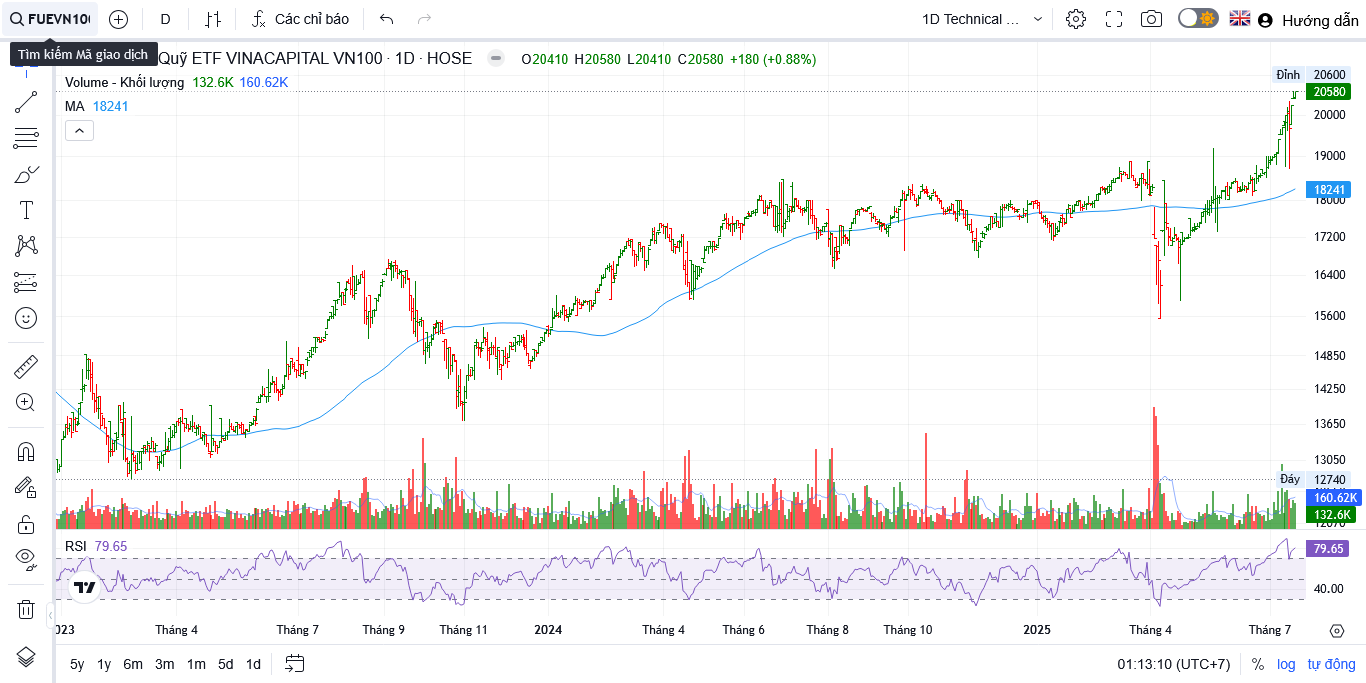 FUEVN100
D
Các chỉ báo
1D Technical ...
Hướng dẫn
Tìm kiếm Mã giao dịch
Quỹ ETF VINACAPITAL VN100 · 1D · HOSE
O20410 H20580 L20410 C20580 +180 (+0.88%)
Volume - Khối lượng 132.6K 160.62K
MA 18241
Đỉnh 20600
20580
20000
19000
18241
18000
17200
16400
15600
14850
14250
13650
13050
Đáy 12740
160.62K
132.6K
RSI 79.65
79.65
40.00
023 Tháng 4 Tháng 7 Tháng 9 Tháng 11 2024 Tháng 4 Tháng 6 Tháng 8 Tháng 10 2025 Tháng 4 Tháng 7
5y 1y 6m 3m 1m 5d 1d
01:13:10 (UTC+7) % log tự động